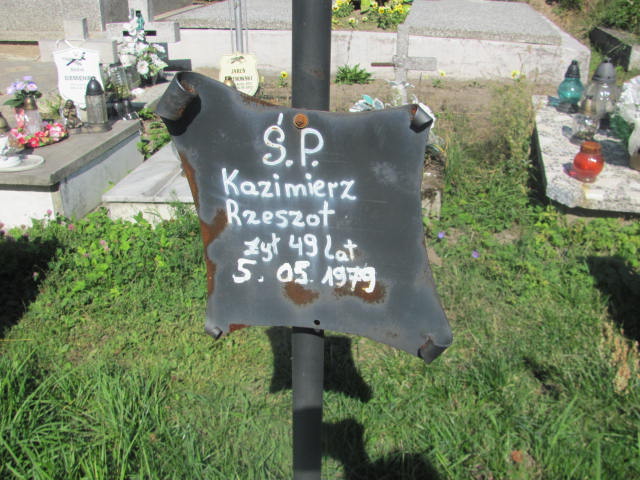 Ś.P.
Kazimierz
Rzeszot
żył 49 Lat
5. 05. 1979